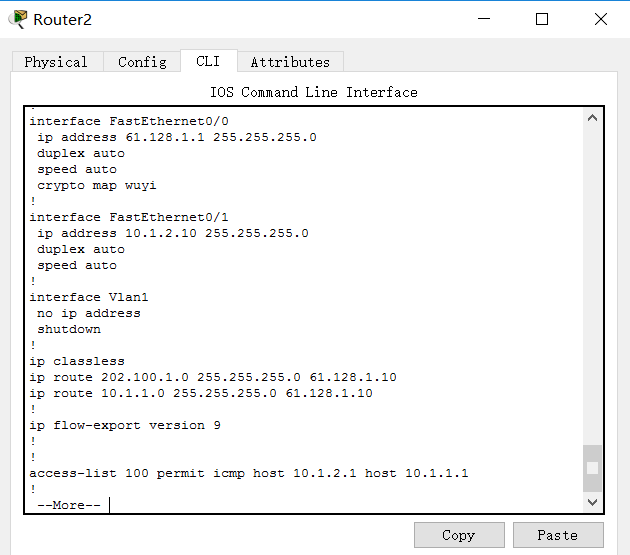 Router2
Physical Config CLI Attributes
IOS Command Line Interface
!
interface FastEthernet0/0
 ip address 61.128.1.1 255.255.255.0
 duplex auto
 speed auto
 crypto map wuyi
!
interface FastEthernet0/1
 ip address 10.1.2.10 255.255.255.0
 duplex auto
 speed auto
!
interface Vlan1
 no ip address
 shutdown
!
ip classless
ip route 202.100.1.0 255.255.255.0 61.128.1.10
ip route 10.1.1.0 255.255.255.0 61.128.1.10
!
ip flow-export version 9
!
!
access-list 100 permit icmp host 10.1.2.1 host 10.1.1.1
!
 --More--
Copy Paste